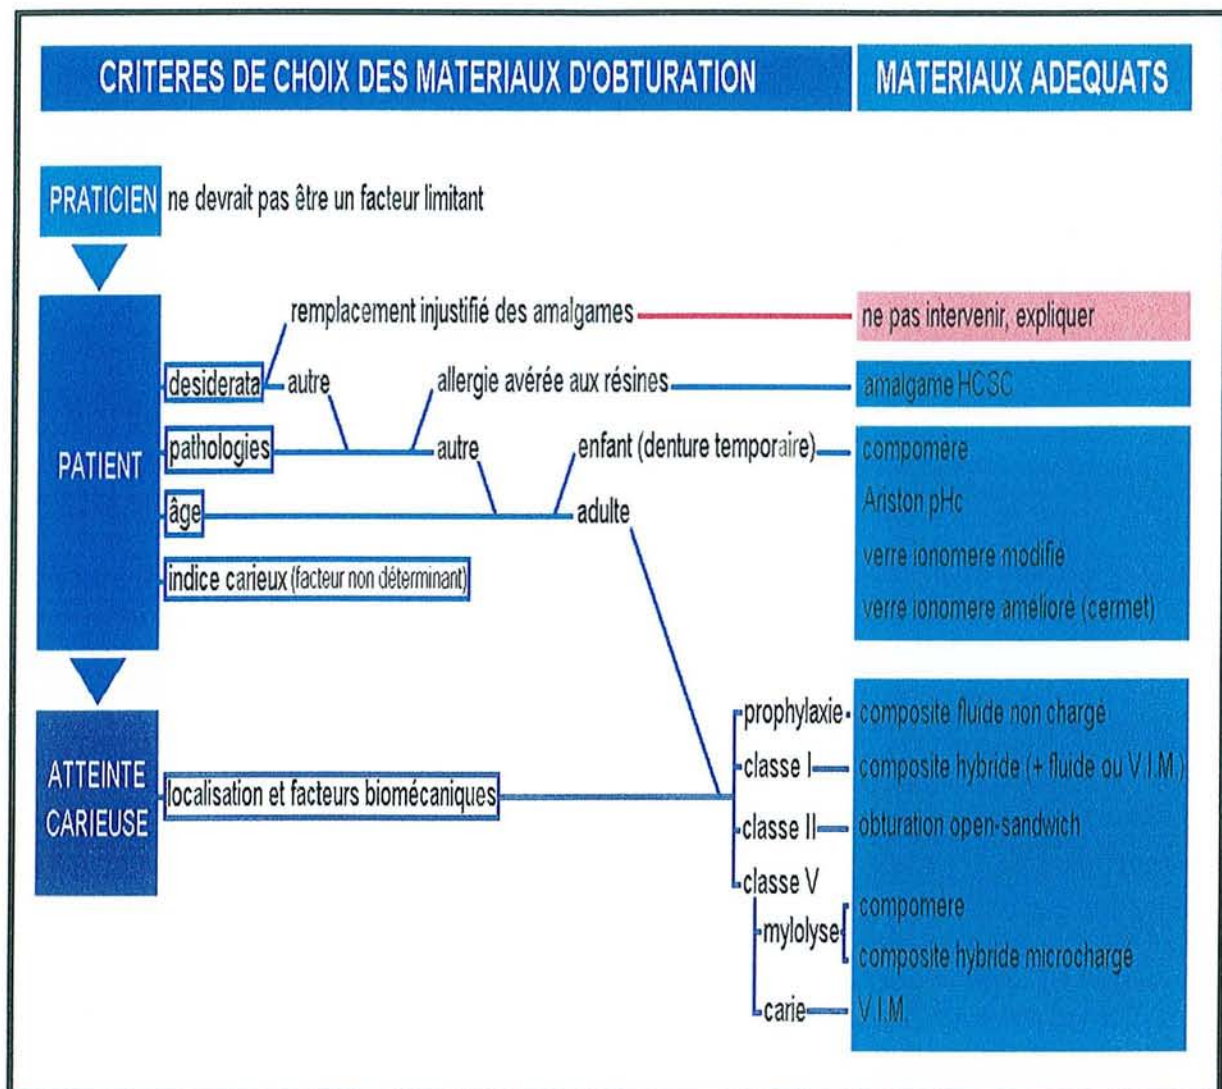 CRITERES DE CHOIX DES MATERIAUX D'OBTURATION
MATERIAUX ADEQUATS
PRATICIEN
ne devrait pas être un facteur limitant
remplacement injustifié des amalgames
ne pas intervenir, expliquer
desiderata
autre
allergie avérée aux résines
amalgame HCSC
PATIENT
pathologies
autre
enfant (denture temporaire)
compomère
Ariston pHc
verre ionomere modifié
verre ionomere amélioré (cermet)
âge
adulte
indice carieux (facteur non déterminant)
ATTEINTE
CARIEUSE
localisation et facteurs biomécaniques
prophylaxie
composite fluide non chargé
classe I
composite hybride (+ fluide ou V.I.M.)
classe II
obturation open-sandwich
classe V
mylolyse
compomère
composite hybride microchargé
carie
V.I.M.